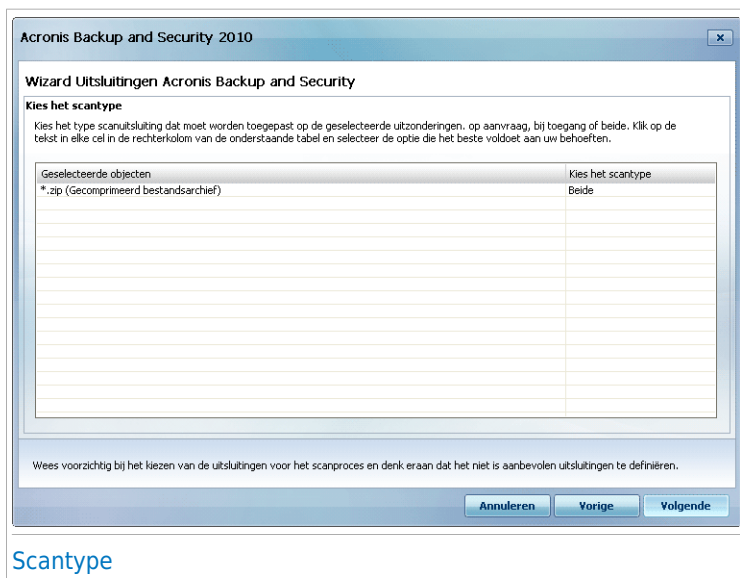 Acronis Backup and Security 2010
x
Wizard Uitsluitingen Acronis Backup and Security
Kies het scantype
Kies het type scanuitsluiting dat moet worden toegepast op de geselecteerde uitzonderingen. op aanvraag, bij toegang of beide. Klik op de
tekst in elke cel in de rechterkolom van de onderstaande tabel en selecteer de optie die het beste voldoet aan uw behoeften.
Geselecteerde objecten Kies het scantype
*.zip (Gecomprimeerd bestandsarchief) Beide
Wees voorzichtig bij het kiezen van de uitsluitingen voor het scanproces en denk eraan dat het niet is aanbevolen uitsluitingen te definiëren.
Annuleren Vorige Volgende
Scantype